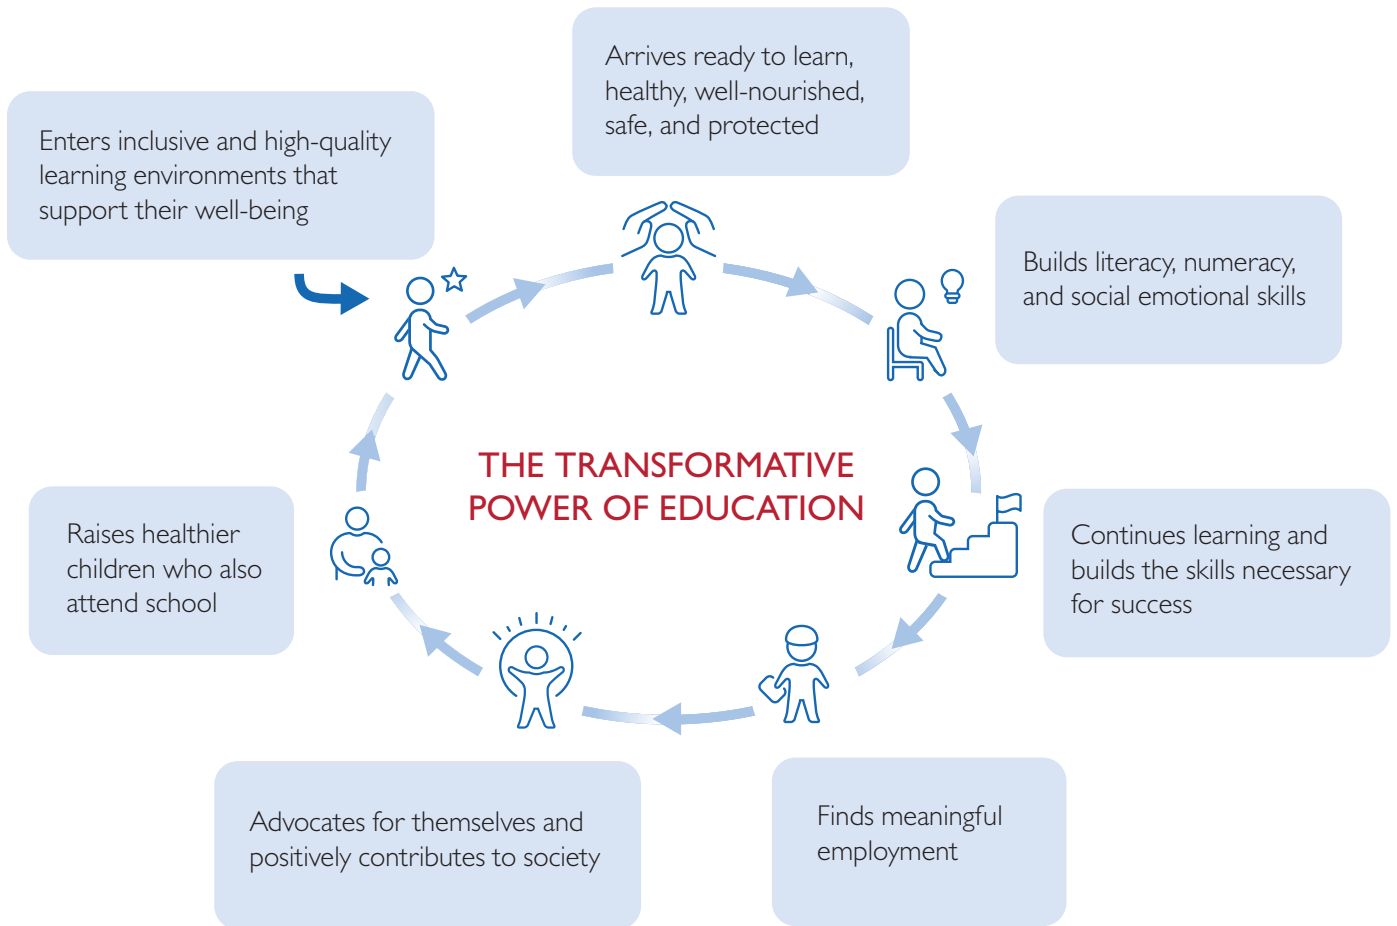 Arrives ready to learn,
healthy, well-nourished,
safe, and protected
Enters inclusive and high-quality
learning environments that
support their well-being
Builds literacy, numeracy,
and social emotional skills
THE TRANSFORMATIVE
POWER OF EDUCATION
Continues learning and
builds the skills necessary
for success
Raises healthier
children who also
attend school
Finds meaningful
employment
Advocates for themselves and
positively contributes to society